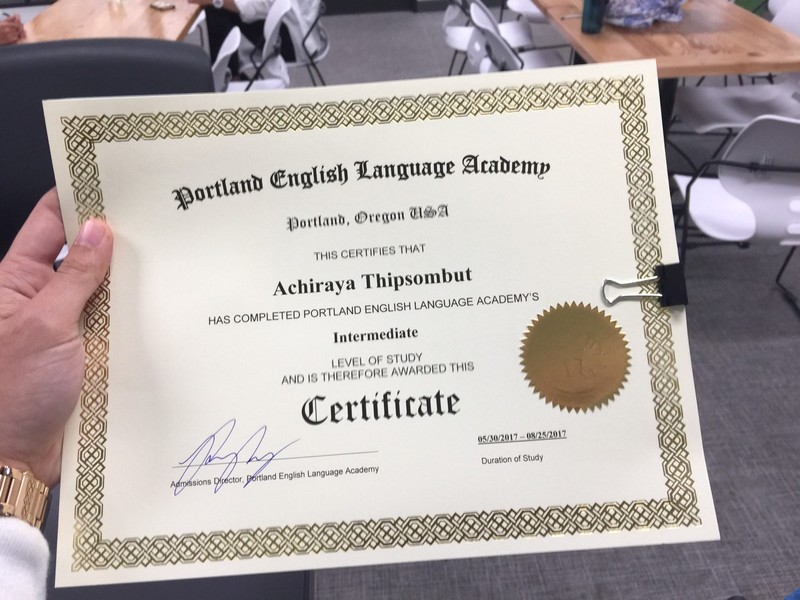 Portland English Language Academy
Portland, Oregon USA
THIS CERTIFIES THAT
Achiraya Thipsombut
HAS COMPLETED PORTLAND ENGLISH LANGUAGE ACADEMY'S
Intermediate
LEVEL OF STUDY
AND IS THEREFORE AWARDED THIS
Certificate
05/30/2017 – 08/25/2017
Duration of Study
Admissions Director, Portland English Language Academy